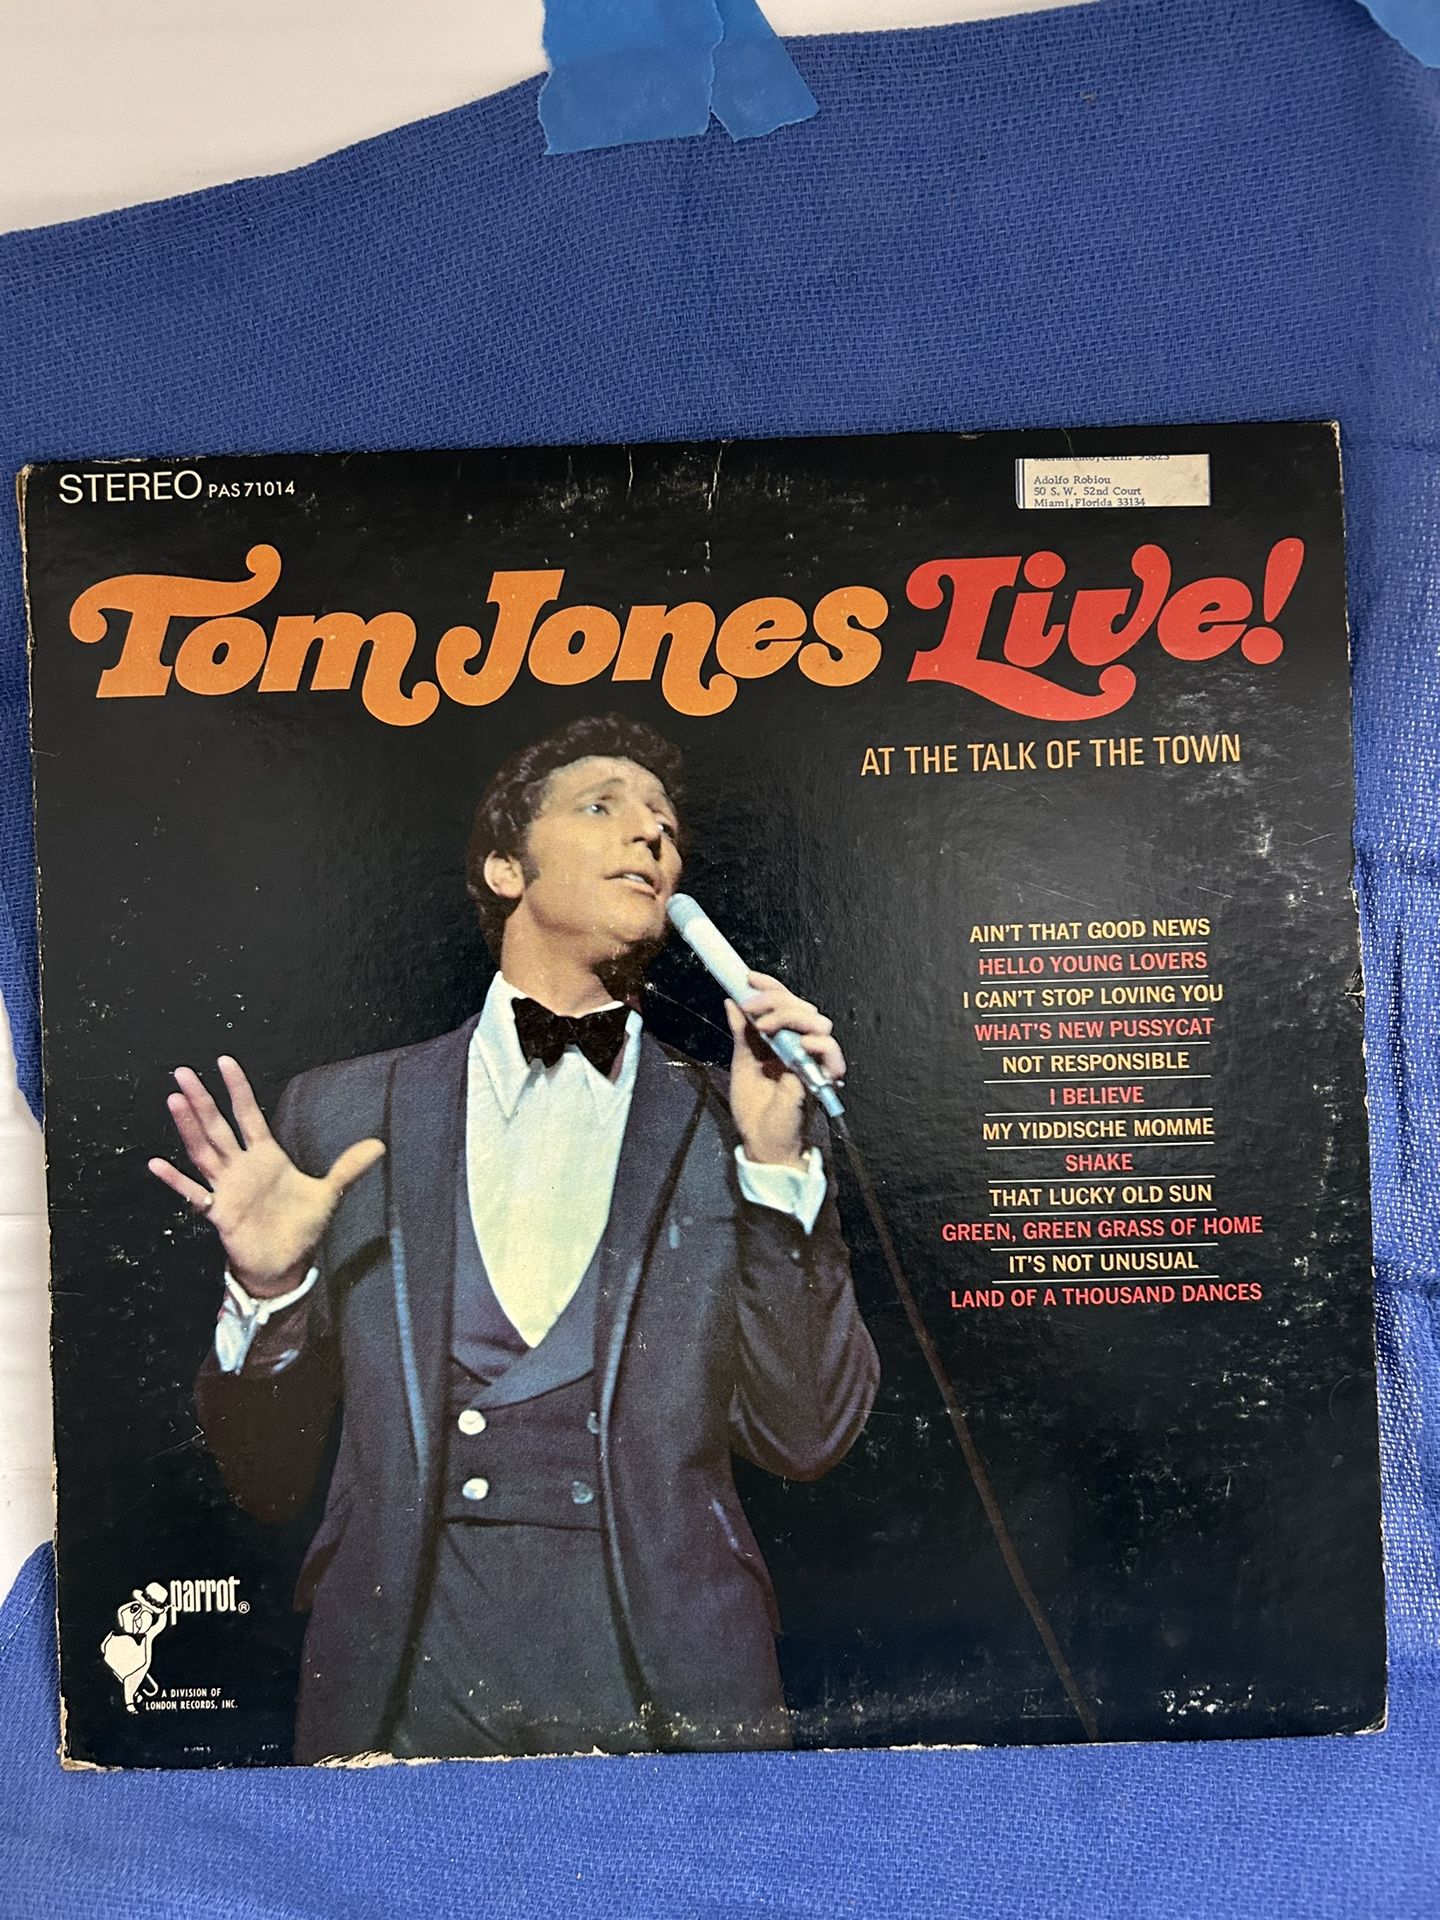 STEREO PAS 71014
Adolfo Robiou
50 S. W. 52nd Court
Miami, Florida 33134
Tom Jones Live!
AT THE TALK OF THE TOWN
AIN'T THAT GOOD NEWS
HELLO YOUNG LOVERS
I CAN'T STOP LOVING YOU
WHAT'S NEW PUSSYCAT
NOT RESPONSIBLE
I BELIEVE
MY YIDDISCHE MOMME
SHAKE
THAT LUCKY OLD SUN
GREEN, GREEN GRASS OF HOME
IT'S NOT UNUSUAL
LAND OF A THOUSAND DANCES
parrot®
A DIVISION OF
LONDON RECORDS, INC.